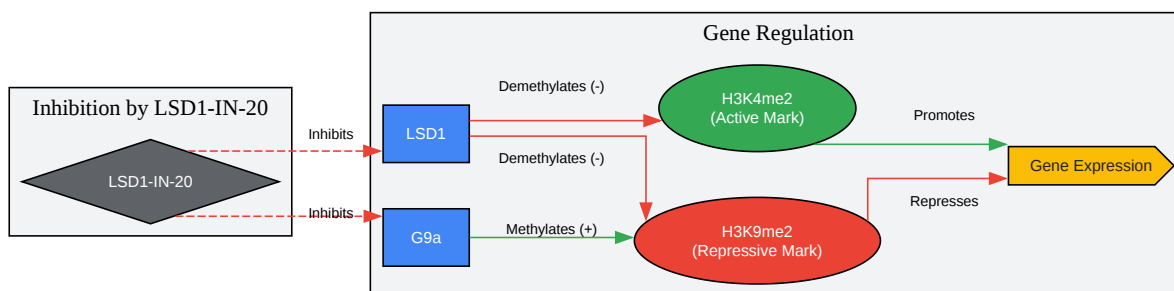 Gene Regulation
Inhibition by LSD1-IN-20
LSD1-IN-20
Inhibits
Inhibits
LSD1
G9a
Demethylates (-)
Demethylates (-)
Methylates (+)
H3K4me2
(Active Mark)
H3K9me2
(Repressive Mark)
Promotes
Represses
Gene Expression